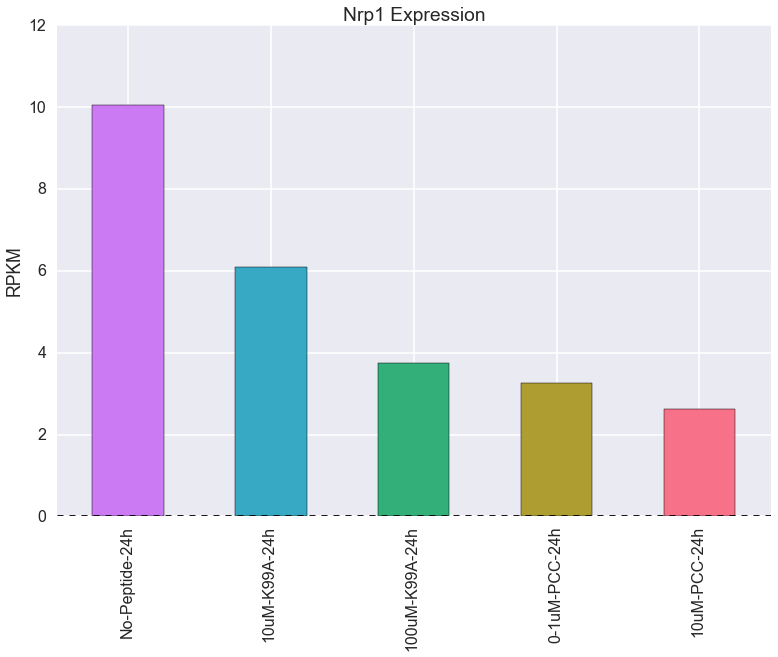 Nrp1 Expression
RPKM
12
10
8
6
4
2
0
No-Peptide-24h
10uM-K99A-24h
100uM-K99A-24h
0-1uM-PCC-24h
10uM-PCC-24h